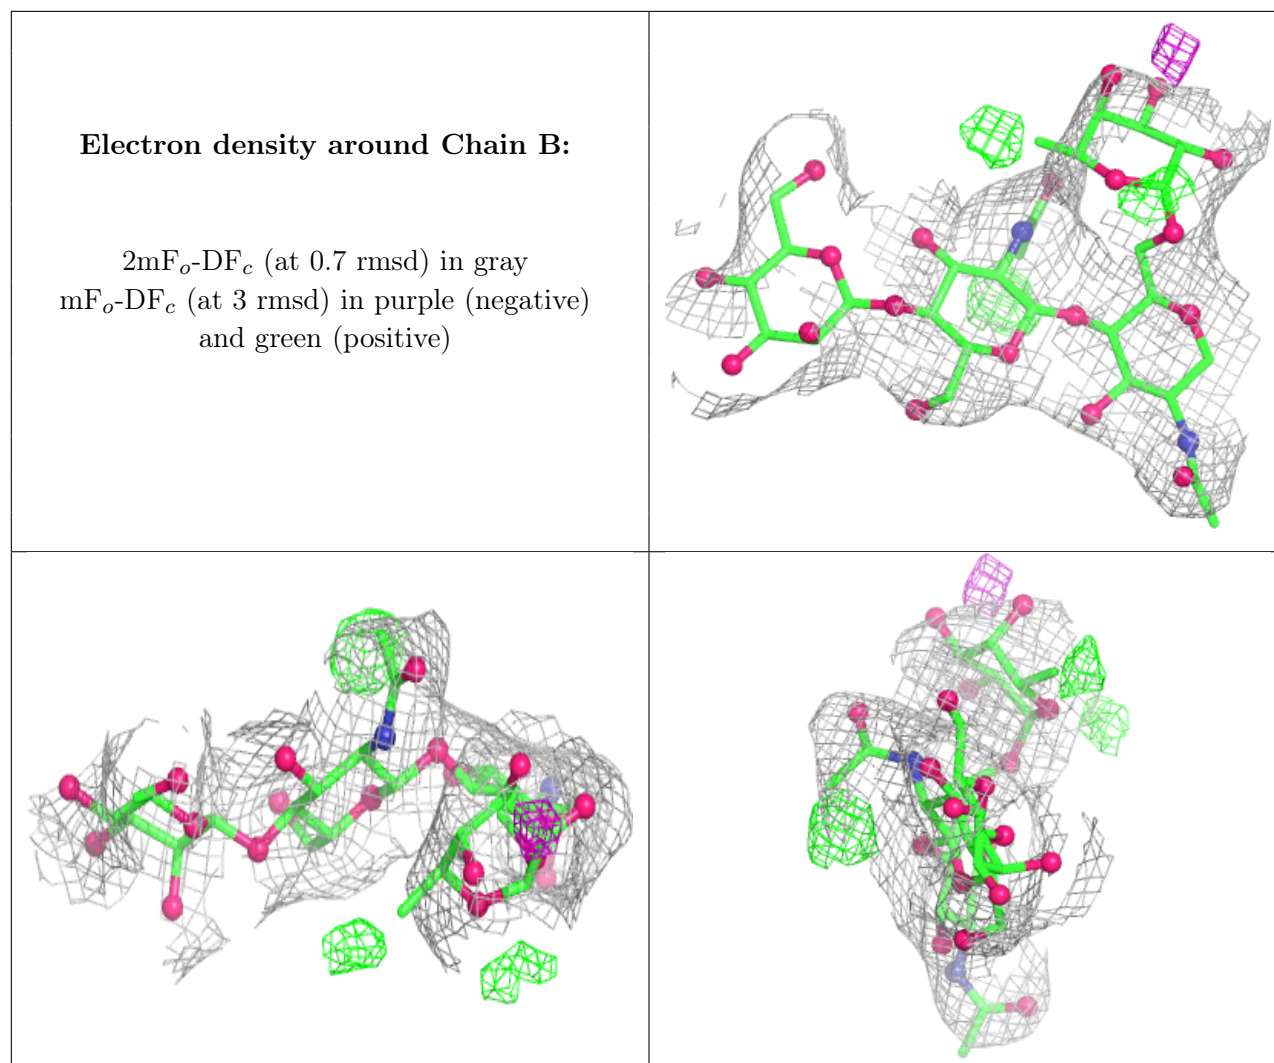 Electron density around Chain B:
2mFo-DFc (at 0.7 rmsd) in gray
mFo-DFc (at 3 rmsd) in purple (negative)
and green (positive)